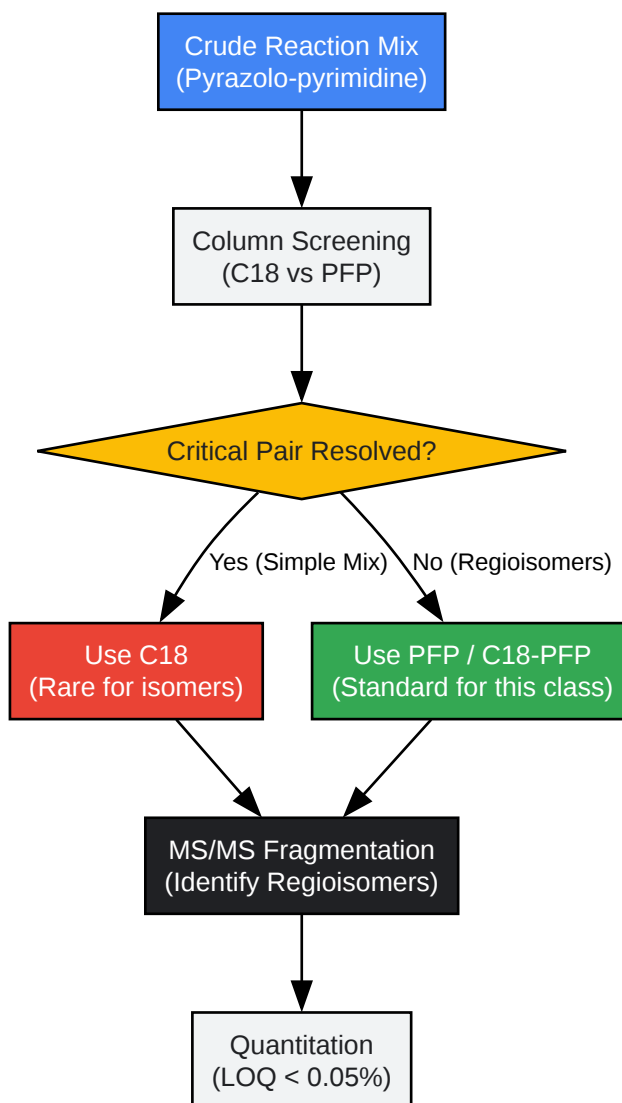 Crude Reaction Mix
(Pyrazolo-pyrimidine)
Column Screening
(C18 vs PFP)
Critical Pair Resolved?
Yes (Simple Mix)
No (Regioisomers)
Use C18
(Rare for isomers)
Use PFP / C18-PFP
(Standard for this class)
MS/MS Fragmentation
(Identify Regioisomers)
Quantitation
(LOQ < 0.05%)